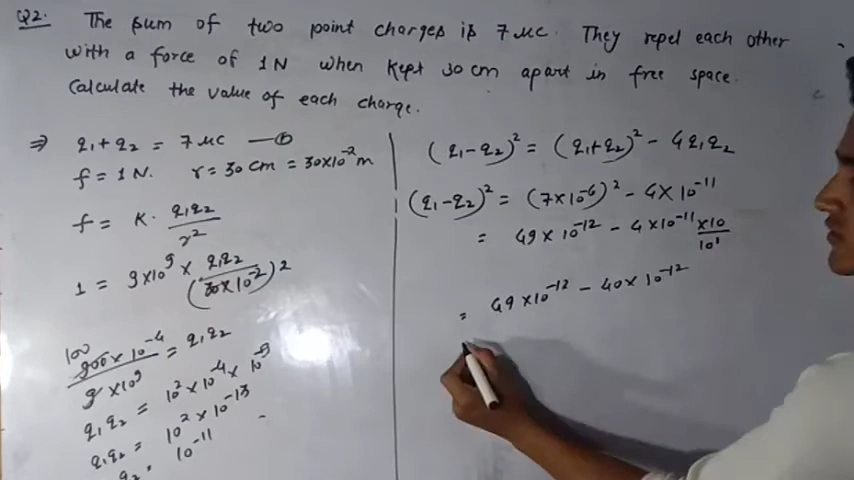 Q2. The sum of two point charges is 7 μC. They repel each other
with a force of 1N when kept 30 cm apart in free space.
Calculate the value of each charge.
⇒ q₁+q₂ = 7 μC —①
f = 1N. r = 30 cm = 30×10⁻² m
f = K · q₁q₂ / r²
1 = 9×10⁹ × q₁q₂ / (30×10⁻²)²
100
900×10⁻⁴ / 9×10⁹ = q₁q₂
q₁q₂ = 10² × 10⁻⁴ × 10⁻⁹
q₁q₂ = 10² × 10⁻¹³
q₂ = 10⁻¹¹
(q₁-q₂)² = (q₁+q₂)² - 4q₁q₂
(q₁-q₂)² = (7×10⁻⁶)² - 4×10⁻¹¹
= 49×10⁻¹² - 4×10⁻¹¹ ×10 / 10¹
= 49×10⁻¹² - 40×10⁻¹²